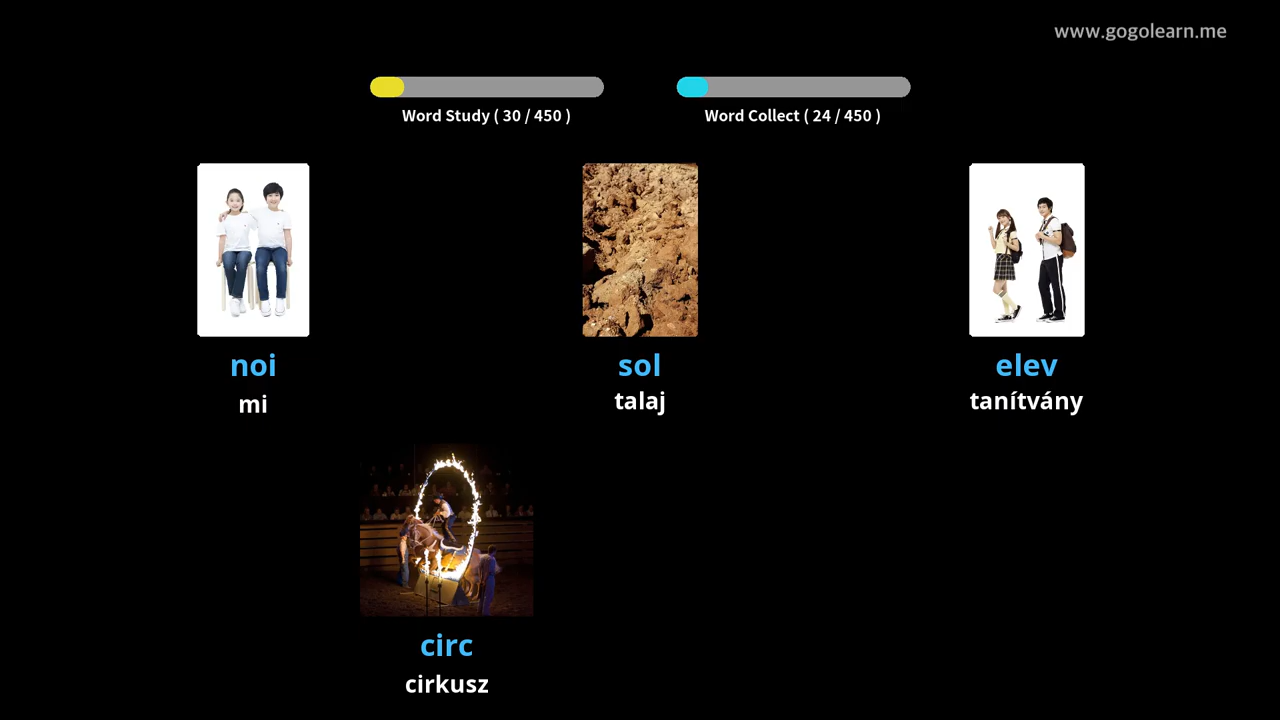 www.gogolearn.me
Word Study ( 30 / 450 )
Word Collect ( 24 / 450 )
noi
mi
sol
talaj
elev
tanítvány
circ
cirkusz